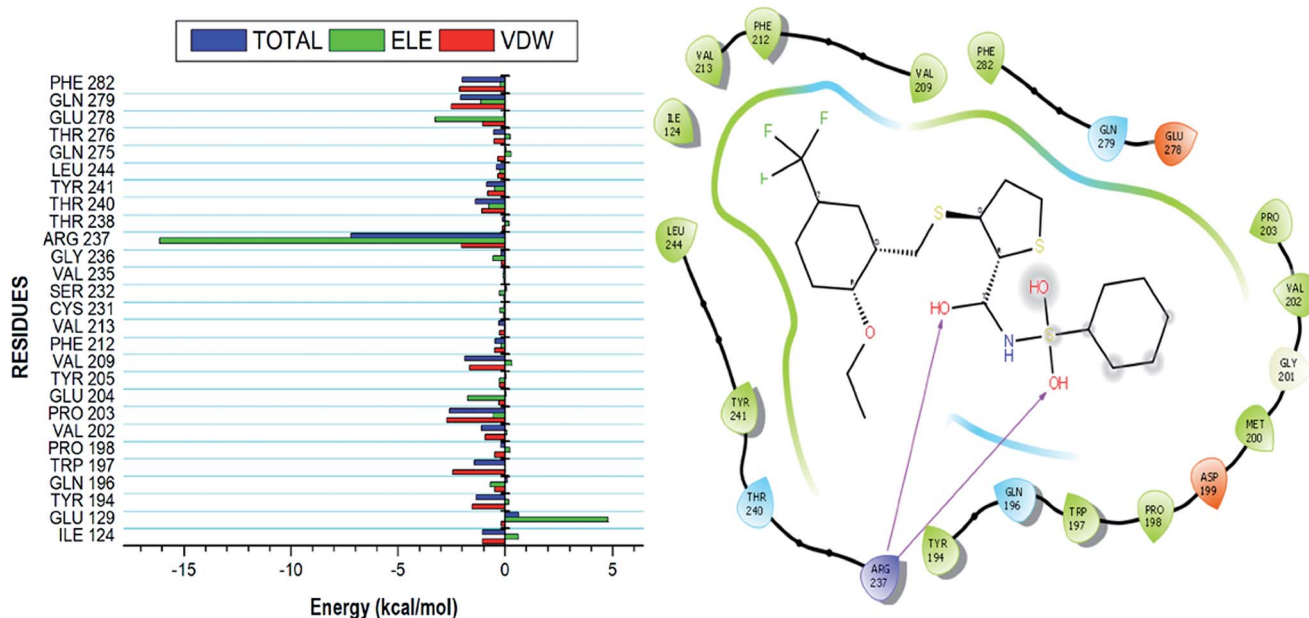 TOTAL ELE VDW
RESIDUES
PHE 282
GLN 279
GLU 278
THR 276
GLN 275
LEU 244
TYR 241
THR 240
THR 238
ARG 237
GLY 236
VAL 235
SER 232
CYS 231
VAL 213
PHE 212
VAL 209
TYR 205
GLU 204
PRO 203
VAL 202
PRO 198
TRP 197
GLN 196
TYR 194
GLU 129
ILE 124
-15 -10 -5 0 5
Energy (kcal/mol)
PHE
212
VAL
213
VAL
209
PHE
282
ILE
124
GLN
279
GLU
278
F
F
F
S
S
LEU
244
PRO
203
VAL
202
HO
HO
S
N
H
OH
O
GLY
201
TYR
241
MET
200
THR
240
GLN
196
TRP
197
PRO
198
ASP
199
TYR
194
ARG
237